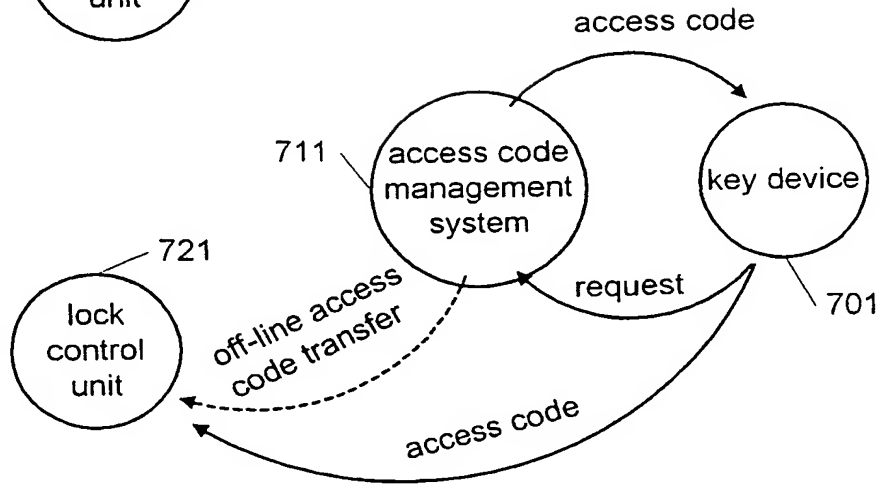 unit
access code
711
access code
management
system
key device
721
request
701
lock
control
unit
off-line access
code transfer
access code